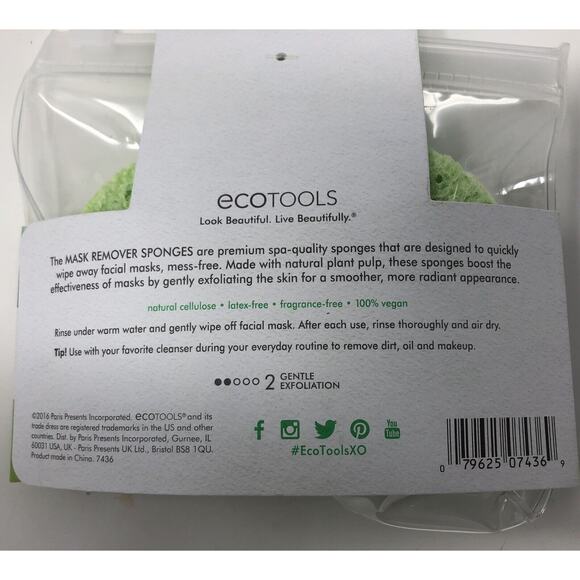 ecoTOOLS
Look Beautiful. Live Beautifully.®
The MASK REMOVER SPONGES are premium spa-quality sponges that are designed to quickly
wipe away facial masks, mess-free. Made with natural plant pulp, these sponges boost the
effectiveness of masks by gently exfoliating the skin for a smoother, more radiant appearance.
natural cellulose • latex-free • fragrance-free • 100% vegan
Rinse under warm water and gently wipe off facial mask. After each use, rinse thoroughly and air dry.
Tip! Use with your favorite cleanser during your everyday routine to remove dirt, oil and makeup.
2 GENTLE
EXFOLIATION
©2016 Paris Presents Incorporated. ecoTOOLS® and its
trade dress are registered trademarks in the US and other
countries. Dist. by Paris Presents Incorporated, Gurnee, IL
60031 USA, UK - Paris Presents UK Ltd., Bristol BS8 1QU.
Product made in China. 7436
f
You
Tube
#EcoToolsXO
0 79625 07436 9